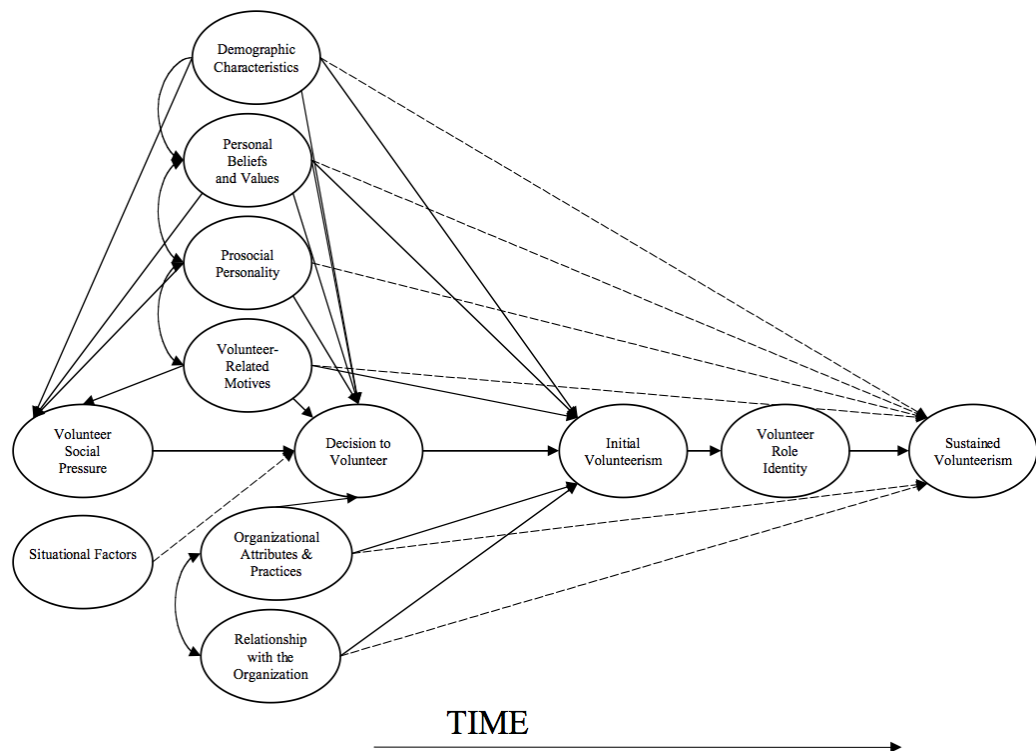 Demographic
Characteristics
Personal
Beliefs
and Values
Prosocial
Personality
Volunteer-
Related
Motives
Volunteer
Social
Pressure
Decision to
Volunteer
Initial
Volunteerism
Volunteer
Role
Identity
Sustained
Volunteerism
Situational Factors
Organizational
Attributes &
Practices
Relationship
with the
Organization
TIME